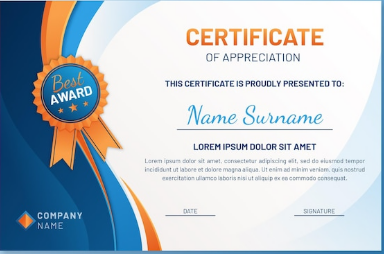 CERTIFICATE
OF APPRECIATION
THIS CERTIFICATE IS PROUDLY PRESENTED TO:
Best
AWARD
Name Surname
LOREM IPSUM DOLOR SIT AMET
Lorem ipsum dolor sit amet, consectetur adipiscing elit, sed do eiusmod tempor
incididunt ut labore et dolore magna aliqua. Ut enim ad minim veniam, quis nostrud
exercitation ullamco laboris nisi ut aliquip ex ea commodo consequat.
COMPANY
NAME
DATE
SIGNATURE